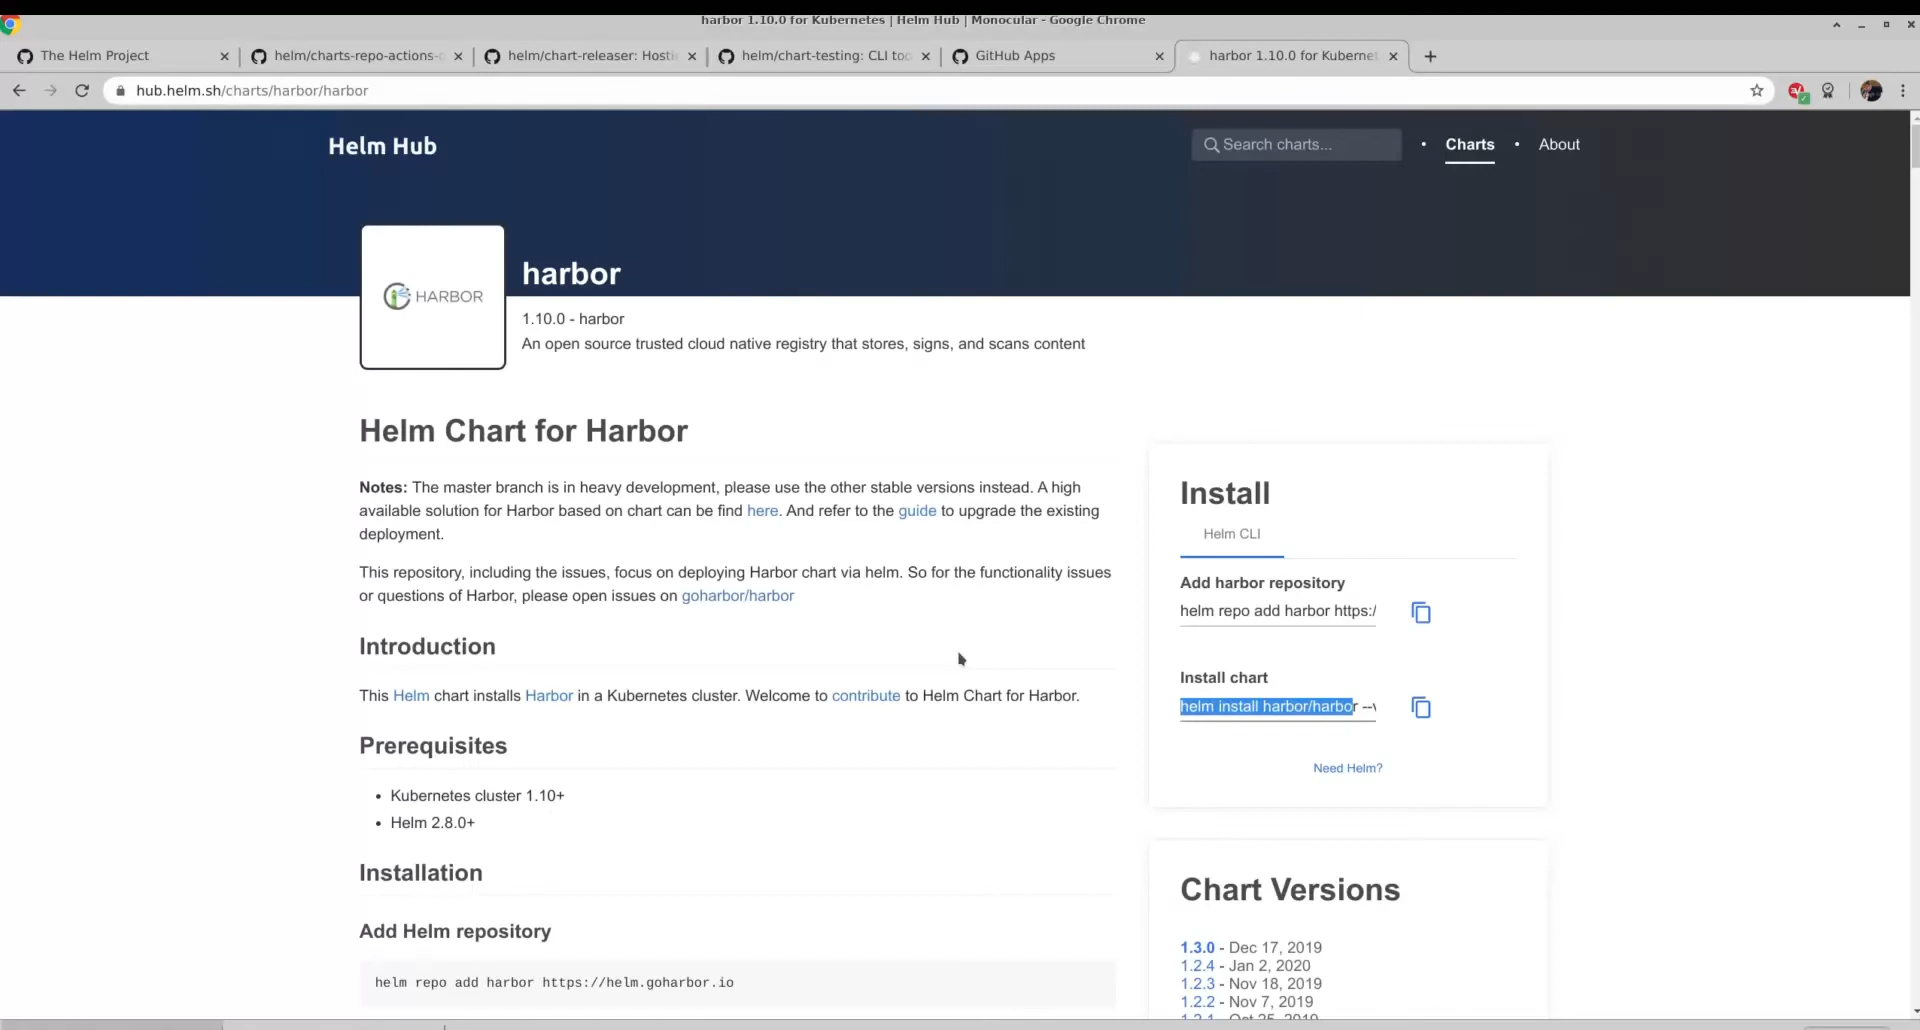 harbor 1.10.0 for Kubernetes | Helm Hub | Monocular - Google Chrome
The Helm Project
helm/charts-repo-actions-
helm/chart-releaser: Hosti
helm/chart-testing: CLI too
GitHub Apps
harbor 1.10.0 for Kubernet
hub.helm.sh/charts/harbor/harbor
Helm Hub
Search charts...
• Charts • About
HARBOR
harbor
1.10.0 - harbor
An open source trusted cloud native registry that stores, signs, and scans content
Helm Chart for Harbor
Notes: The master branch is in heavy development, please use the other stable versions instead. A high
available solution for Harbor based on chart can be find here. And refer to the guide to upgrade the existing
deployment.
This repository, including the issues, focus on deploying Harbor chart via helm. So for the functionality issues
or questions of Harbor, please open issues on goharbor/harbor
Introduction
This Helm chart installs Harbor in a Kubernetes cluster. Welcome to contribute to Helm Chart for Harbor.
Prerequisites
• Kubernetes cluster 1.10+
• Helm 2.8.0+
Installation
Add Helm repository
helm repo add harbor https://helm.goharbor.io
Install
Helm CLI
Add harbor repository
helm repo add harbor https:/
Install chart
helm install harbor/harbor --v
Need Helm?
Chart Versions
1.3.0 - Dec 17, 2019
1.2.4 - Jan 2, 2020
1.2.3 - Nov 18, 2019
1.2.2 - Nov 7, 2019
1.2.1 - Oct 25, 2019